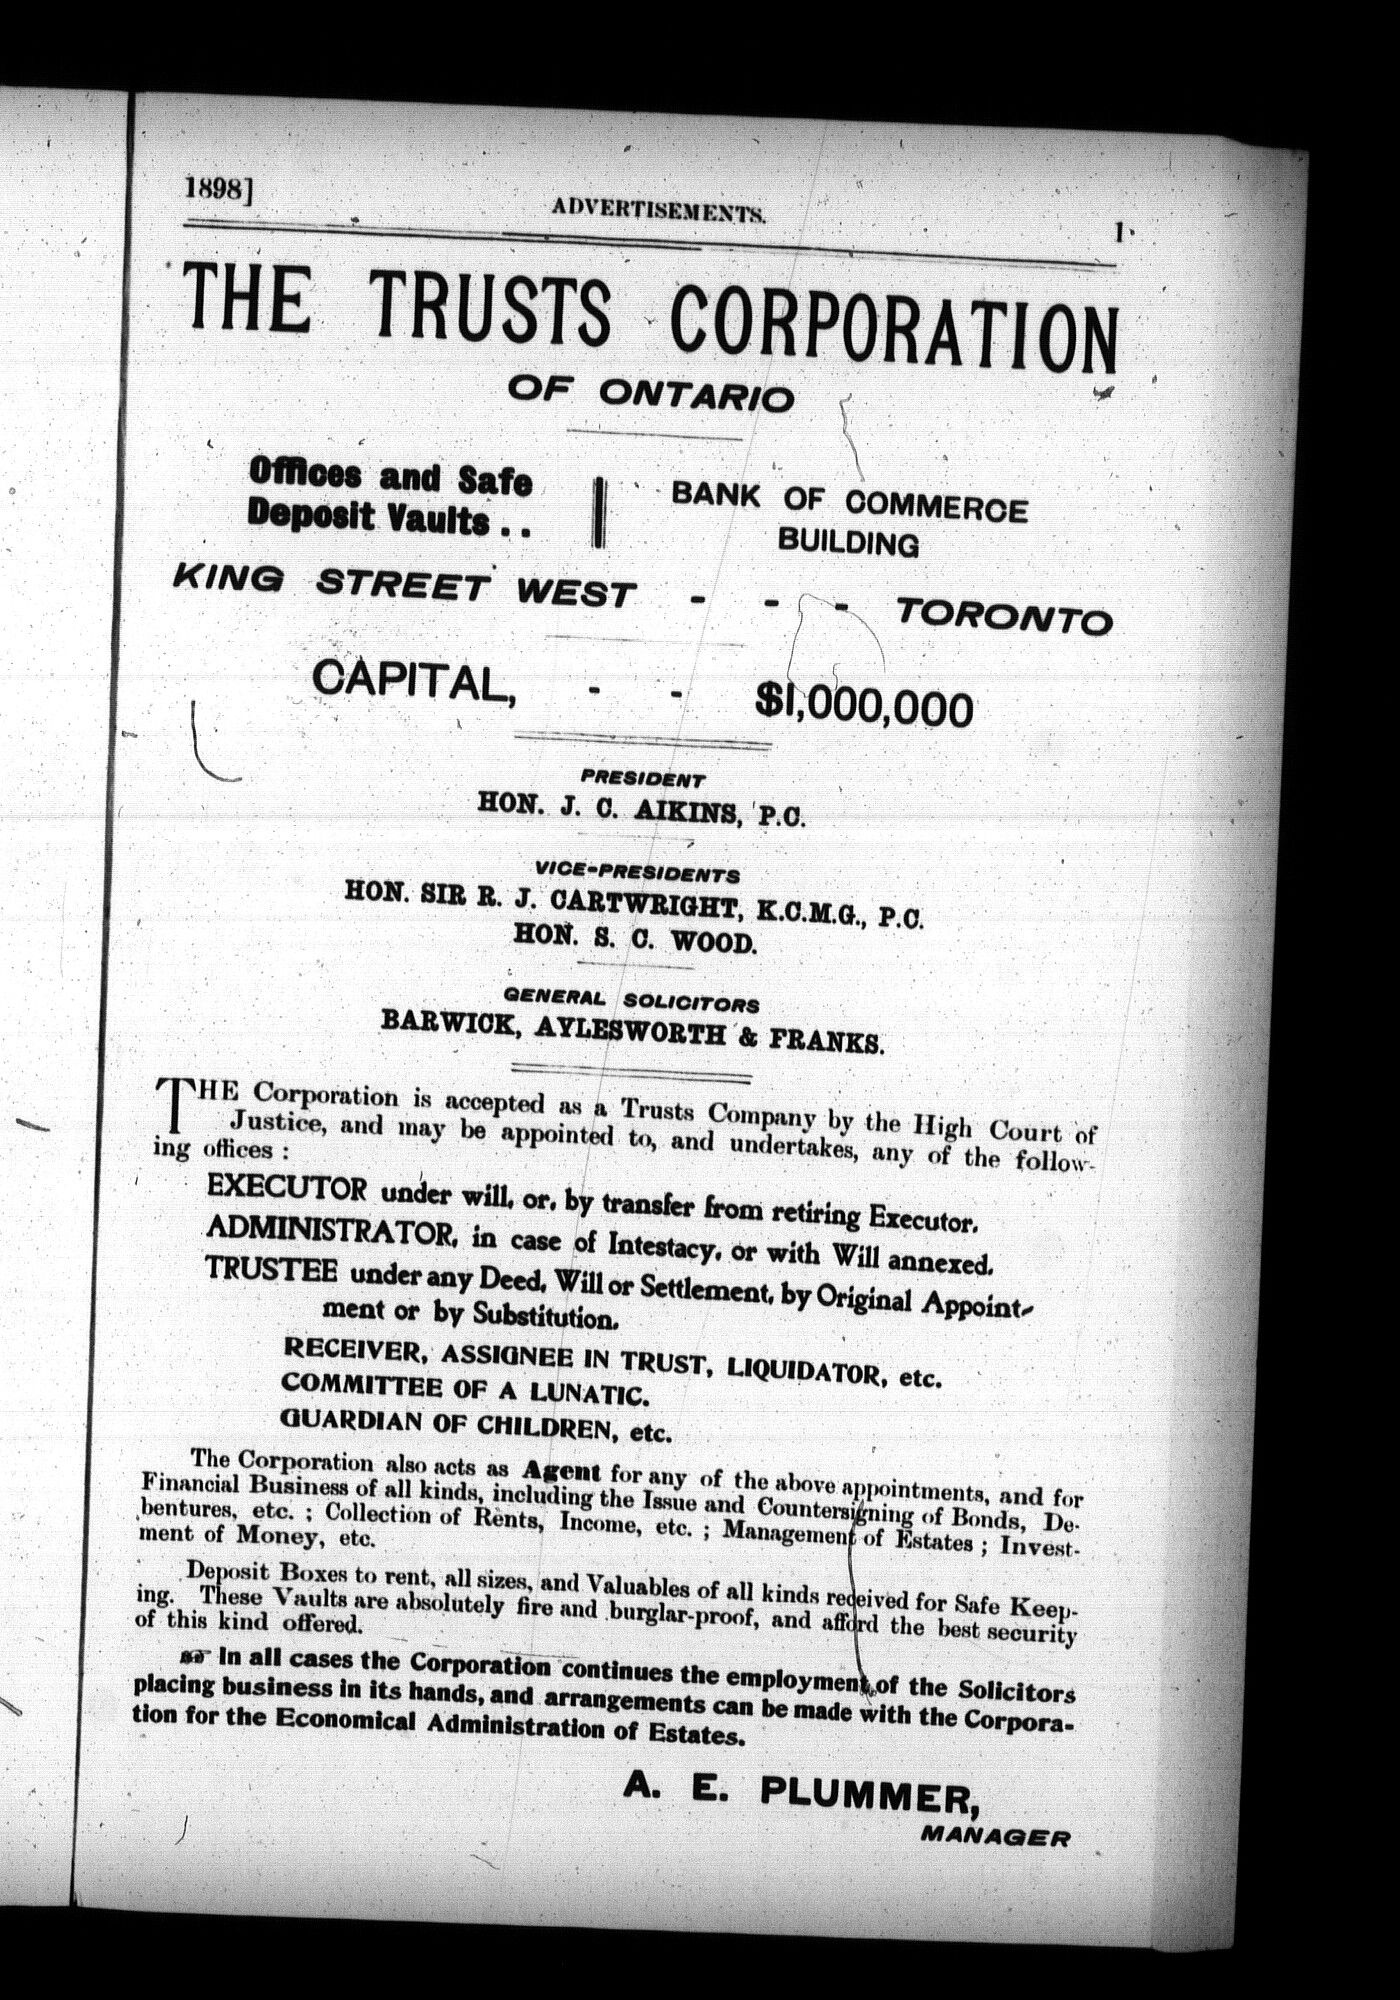 1898]
ADVERTISEMENTS.
1
THE TRUSTS CORPORATION
OF ONTARIO
Offices and Safe
Deposit Vaults . .
BANK OF COMMERCE
BUILDING
KING STREET WEST - - - TORONTO
CAPITAL, - - $1,000,000
PRESIDENT
HON. J. C. AIKINS, P.C.
VICE-PRESIDENTS
HON. SIR R. J. CARTWRIGHT, K.C.M.G., P.C.
HON. S. C. WOOD.
GENERAL SOLICITORS
BARWICK, AYLESWORTH & FRANKS.
THE Corporation is accepted as a Trusts Company by the High Court of
Justice, and may be appointed to, and undertakes, any of the follow-
ing offices :
EXECUTOR under will, or, by transfer from retiring Executor.
ADMINISTRATOR, in case of Intestacy, or with Will annexed.
TRUSTEE under any Deed, Will or Settlement, by Original Appoint-
ment or by Substitution.
RECEIVER, ASSIGNEE IN TRUST, LIQUIDATOR, etc.
COMMITTEE OF A LUNATIC.
GUARDIAN OF CHILDREN, etc.
The Corporation also acts as Agent for any of the above appointments, and for
Financial Business of all kinds, including the Issue and Countersigning of Bonds, De-
bentures, etc. ; Collection of Rents, Income, etc. ; Management of Estates ; Invest-
ment of Money, etc.
Deposit Boxes to rent, all sizes, and Valuables of all kinds received for Safe Keep-
ing. These Vaults are absolutely fire and burglar-proof, and afford the best security
of this kind offered.
☞ In all cases the Corporation continues the employment of the Solicitors
placing business in its hands, and arrangements can be made with the Corpora-
tion for the Economical Administration of Estates.
A. E. PLUMMER,
MANAGER